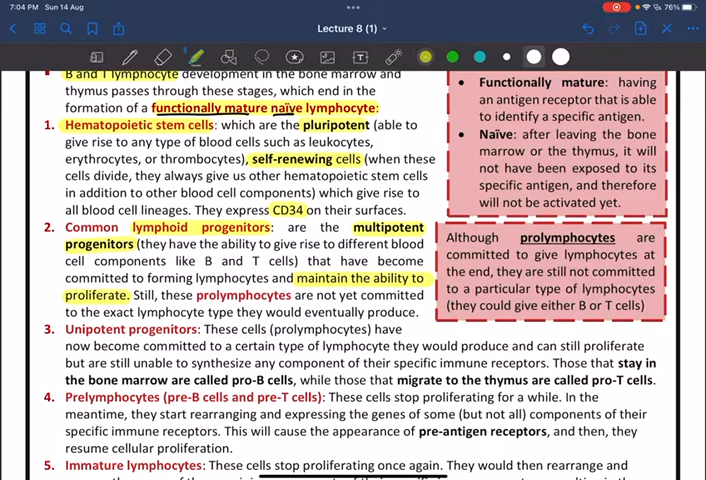 7:04 PM Sun 14 Aug
76%
Lecture 8 (1)
B and T lymphocyte development in the bone marrow and
thymus passes through these stages, which end in the
formation of a functionally mature naïve lymphocyte:
1. Hematopoietic stem cells: which are the pluripotent (able to
give rise to any type of blood cells such as leukocytes,
erythrocytes, or thrombocytes), self-renewing cells (when these
cells divide, they always give us other hematopoietic stem cells
in addition to other blood cell components) which give rise to
all blood cell lineages. They express CD34 on their surfaces.
2. Common lymphoid progenitors: are the multipotent
progenitors (they have the ability to give rise to different blood
cell components like B and T cells) that have become
committed to forming lymphocytes and maintain the ability to
proliferate. Still, these prolymphocytes are not yet committed
to the exact lymphocyte type they would eventually produce.
• Functionally mature: having
an antigen receptor that is able
to identify a specific antigen.
• Naïve: after leaving the bone
marrow or the thymus, it will
not have been exposed to its
specific antigen, and therefore
will not be activated yet.
Although prolymphocytes are
committed to give lymphocytes at
the end, they are still not committed
to a particular type of lymphocytes
(they could give either B or T cells)
3. Unipotent progenitors: These cells (prolymphocytes) have
now become committed to a certain type of lymphocyte they would produce and can still proliferate
but are still unable to synthesize any component of their specific immune receptors. Those that stay in
the bone marrow are called pro-B cells, while those that migrate to the thymus are called pro-T cells.
4. Prelymphocytes (pre-B cells and pre-T cells): These cells stop proliferating for a while. In the
meantime, they start rearranging and expressing the genes of some (but not all) components of their
specific immune receptors. This will cause the appearance of pre-antigen receptors, and then, they
resume cellular proliferation.
5. Immature lymphocytes: These cells stop proliferating once again. They would then rearrange and